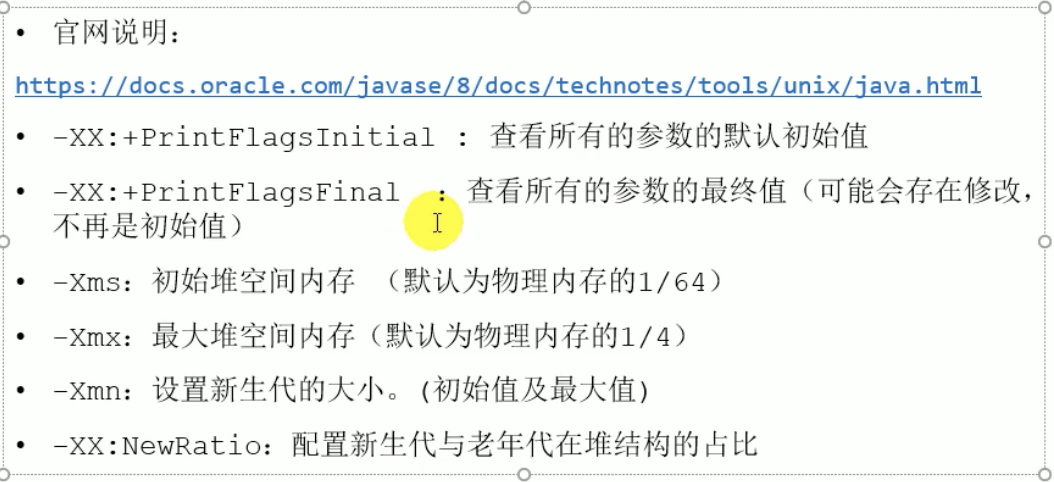 • 官网说明：
https://docs.oracle.com/javase/8/docs/technotes/tools/unix/java.html
• -XX:+PrintFlagsInitial : 查看所有的参数的默认初始值
• -XX:+PrintFlagsFinal ：查看所有的参数的最终值（可能会存在修改，
不再是初始值）
• -Xms：初始堆空间内存 （默认为物理内存的1/64）
• -Xmx：最大堆空间内存（默认为物理内存的1/4）
• -Xmn：设置新生代的大小。(初始值及最大值)
• -XX:NewRatio：配置新生代与老年代在堆结构的占比